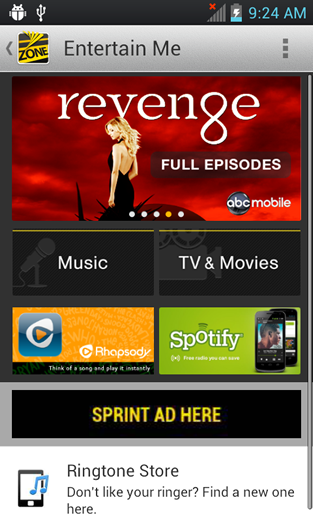 9:24 AM
ZONE
Entertain Me
revenge
FULL EPISODES
abc mobile
Music
TV & Movies
Rhapsody
Think of a song and play it instantly
Spotify
Free radio you can save
SPRINT AD HERE
Ringtone Store
Don't like your ringer? Find a new one
here.